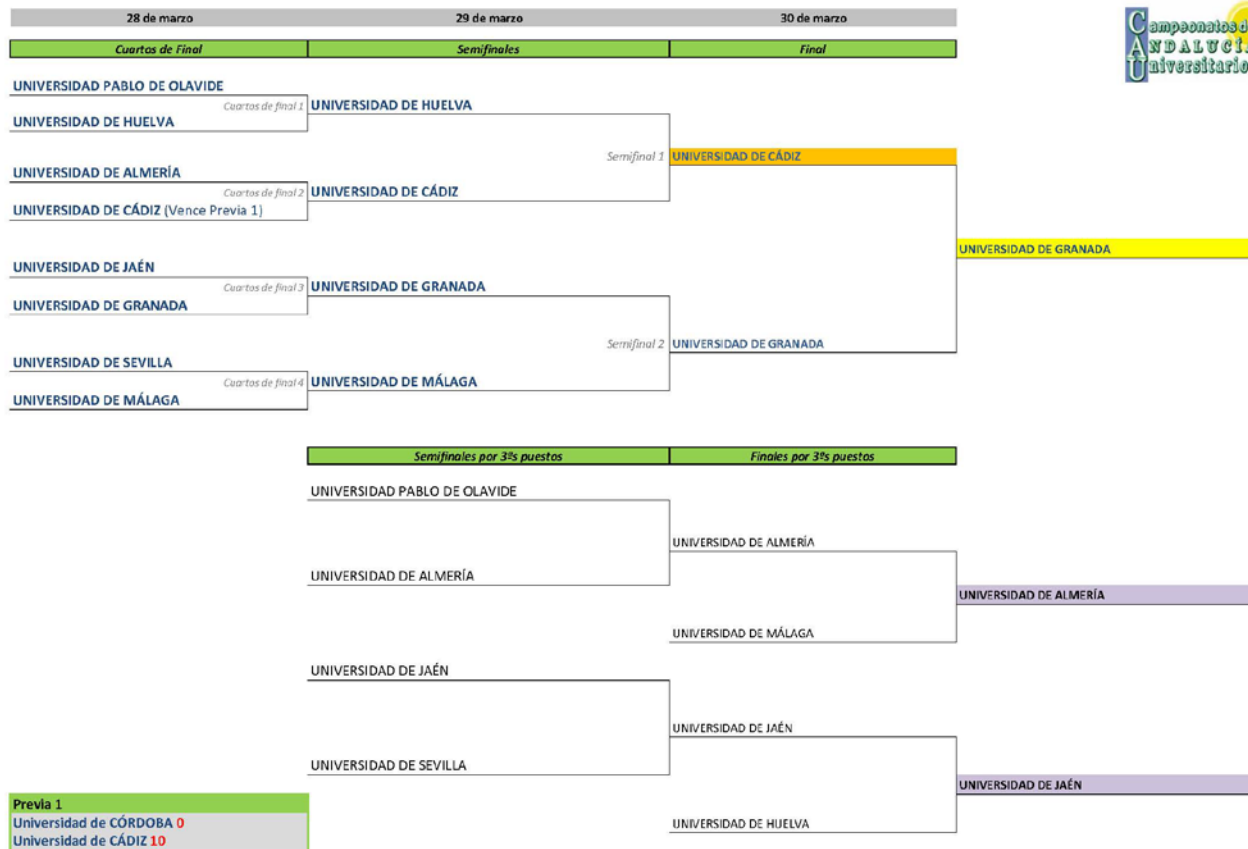 28 de marzo 29 de marzo 30 de marzo
Campeonatos d
ANDALUCÍ
Universitario
Cuartos de Final Semifinales Final
UNIVERSIDAD PABLO DE OLAVIDE
Cuartos de final 1 UNIVERSIDAD DE HUELVA
UNIVERSIDAD DE HUELVA
Semifinal 1 UNIVERSIDAD DE CÁDIZ
UNIVERSIDAD DE ALMERÍA
Cuartos de final 2 UNIVERSIDAD DE CÁDIZ
UNIVERSIDAD DE CÁDIZ (Vence Previa 1)
UNIVERSIDAD DE GRANADA
UNIVERSIDAD DE JAÉN
Cuartos de final 3 UNIVERSIDAD DE GRANADA
UNIVERSIDAD DE GRANADA
Semifinal 2 UNIVERSIDAD DE GRANADA
UNIVERSIDAD DE SEVILLA
Cuartos de final 4 UNIVERSIDAD DE MÁLAGA
UNIVERSIDAD DE MÁLAGA
Semifinales por 3ºs puestos Finales por 3ºs puestos
UNIVERSIDAD PABLO DE OLAVIDE
UNIVERSIDAD DE ALMERÍA
UNIVERSIDAD DE ALMERÍA
UNIVERSIDAD DE ALMERÍA
UNIVERSIDAD DE MÁLAGA
UNIVERSIDAD DE JAÉN
UNIVERSIDAD DE JAÉN
UNIVERSIDAD DE SEVILLA
UNIVERSIDAD DE JAÉN
UNIVERSIDAD DE HUELVA
Previa 1
Universidad de CÓRDOBA 0
Universidad de CÁDIZ 10